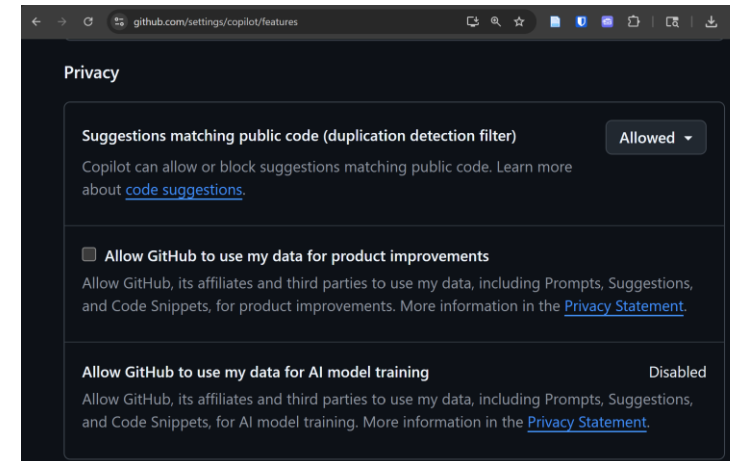 github.com/settings/copilot/features
Privacy
Suggestions matching public code (duplication detection filter)
Allowed
Copilot can allow or block suggestions matching public code. Learn more
about code suggestions.
Allow GitHub to use my data for product improvements
Allow GitHub, its affiliates and third parties to use my data, including Prompts, Suggestions,
and Code Snippets, for product improvements. More information in the Privacy Statement.
Allow GitHub to use my data for AI model training
Disabled
Allow GitHub, its affiliates and third parties to use my data, including Prompts, Suggestions,
and Code Snippets, for AI model training. More information in the Privacy Statement.